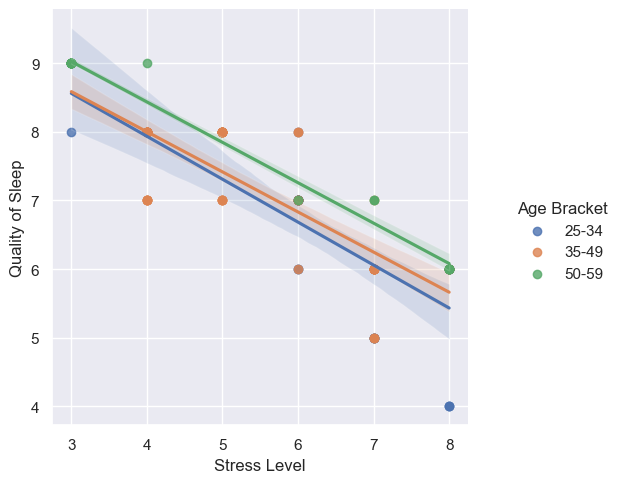 9
8
7
6
5
4
Quality of Sleep
3 4 5 6 7 8
Stress Level
Age Bracket
25-34
35-49
50-59